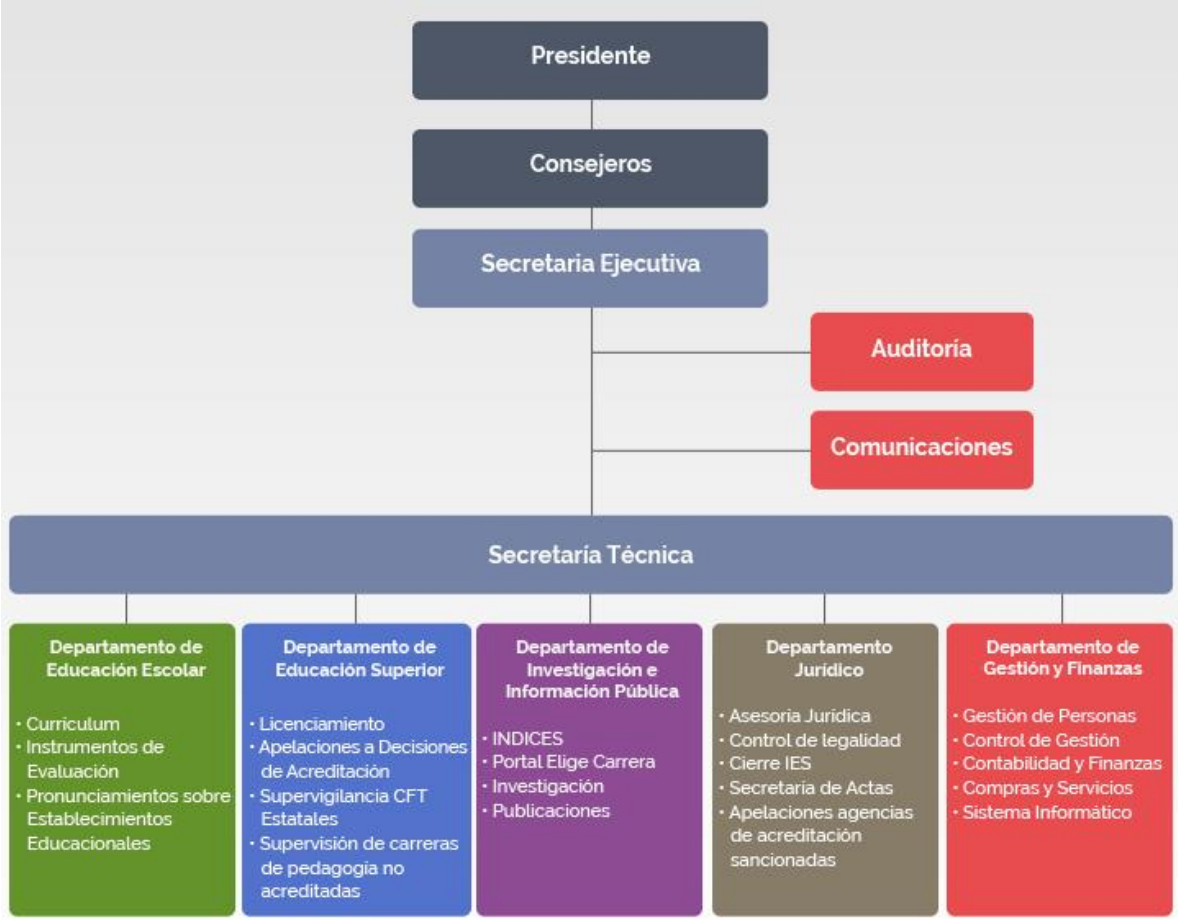 Presidente
Consejeros
Secretaria Ejecutiva
Auditoría
Comunicaciones
Secretaría Técnica
Departamento de
Educación Escolar
• Curriculum
• Instrumentos de
Evaluación
• Pronunciamientos sobre
Establecimientos
Educacionales
Departamento de
Educación Superior
• Licenciamiento
• Apelaciones a Decisiones
de Acreditación
• Supervigilancia CFT
Estatales
• Supervisión de carreras
de pedagogía no
acreditadas
Departamento de
Investigación e
Información Pública
• INDICES
• Portal Elige Carrera
• Investigación
• Publicaciones
Departamento
Jurídico
• Asesoría Jurídica
• Control de legalidad
• Cierre IES
• Secretaría de Actas
• Apelaciones agencias
de acreditación
sancionadas
Departamento de
Gestión y Finanzas
• Gestión de Personas
• Control de Gestión
• Contabilidad y Finanzas
• Compras y Servicios
• Sistema Informático